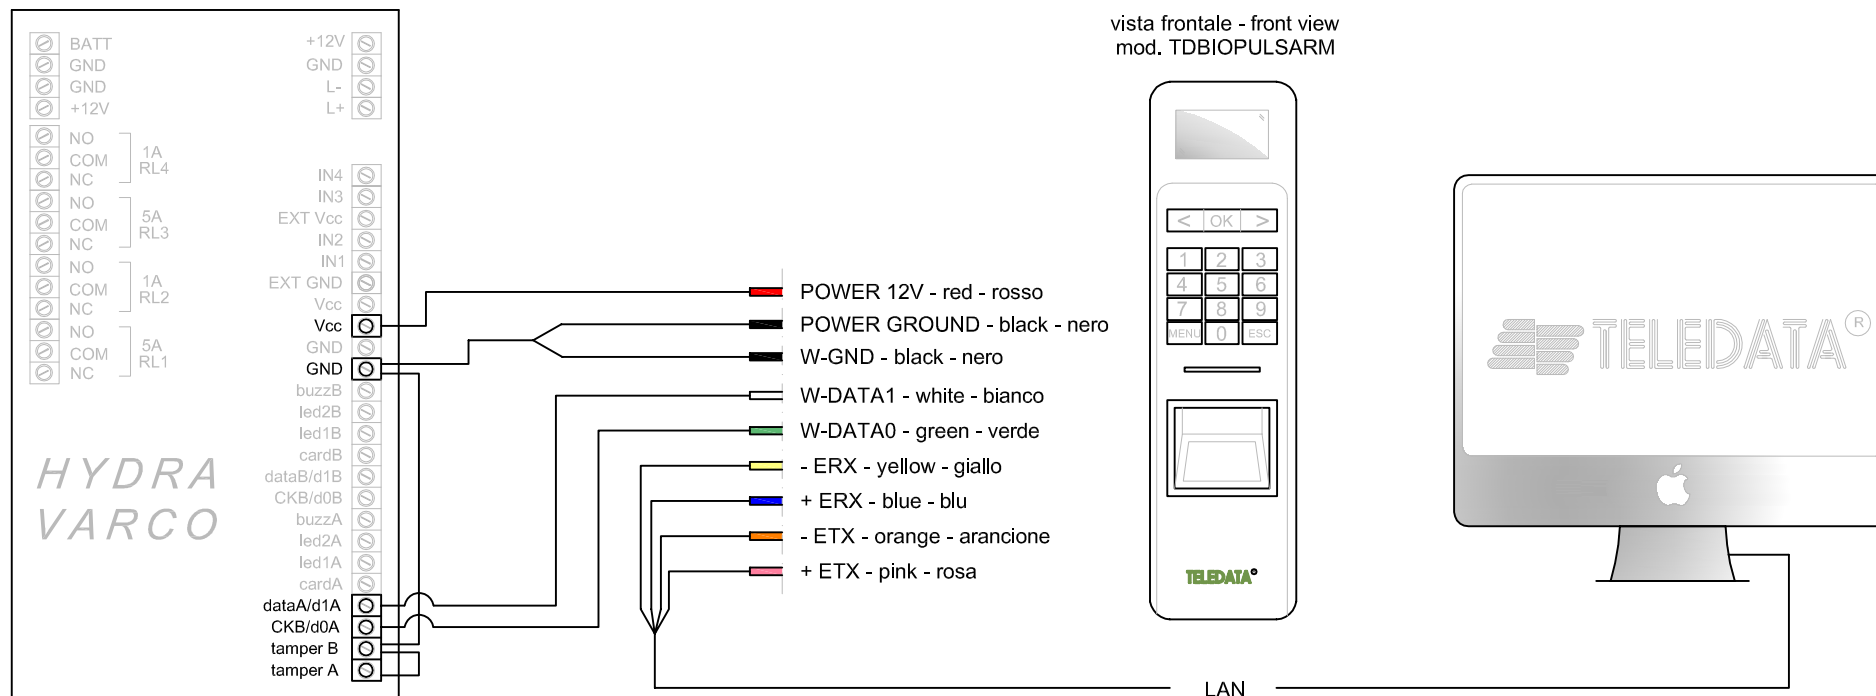 BATT
GND
GND
+12V
NO
COM
NC
1A
RL4
NO
COM
NC
5A
RL3
NO
COM
NC
1A
RL2
NO
COM
NC
5A
RL1
HYDRA
VARCO
+12V
GND
L-
L+
IN4
IN3
EXT Vcc
IN2
IN1
EXT GND
Vcc
Vcc
GND
GND
buzzB
led2B
led1B
cardB
dataB/d1B
CKB/d0B
buzzA
led2A
led1A
cardA
dataA/d1A
CKB/d0A
tamper B
tamper A
POWER 12V - red - rosso
POWER GROUND - black - nero
W-GND - black - nero
W-DATA1 - white - bianco
W-DATA0 - green - verde
- ERX - yellow - giallo
+ ERX - blue - blu
- ETX - orange - arancione
+ ETX - pink - rosa
vista frontale - front view
mod. TDBIOPULSARM
< OK >
1 2 3
4 5 6
7 8 9
MENU 0 ESC
TELEDATA®
TELEDATA®
LAN